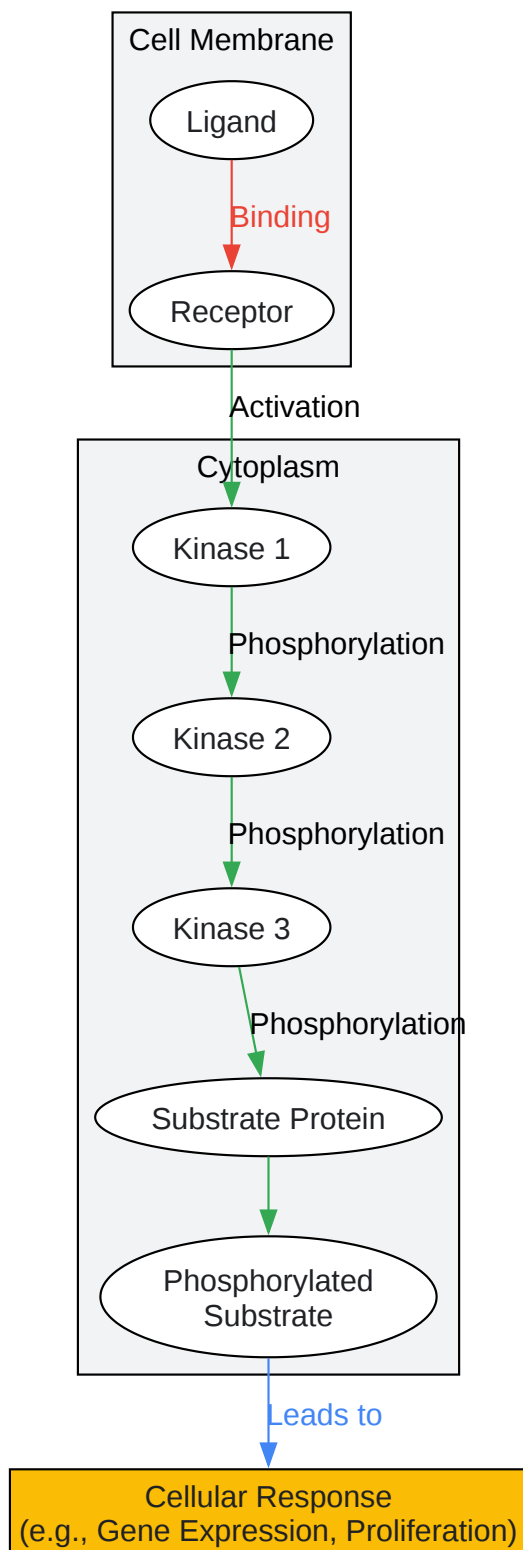 Cell Membrane
Ligand
Binding
Receptor
Activation
Cytoplasm
Kinase 1
Phosphorylation
Kinase 2
Phosphorylation
Kinase 3
Phosphorylation
Substrate Protein
Phosphorylated
Substrate
Leads to
Cellular Response
(e.g., Gene Expression, Proliferation)